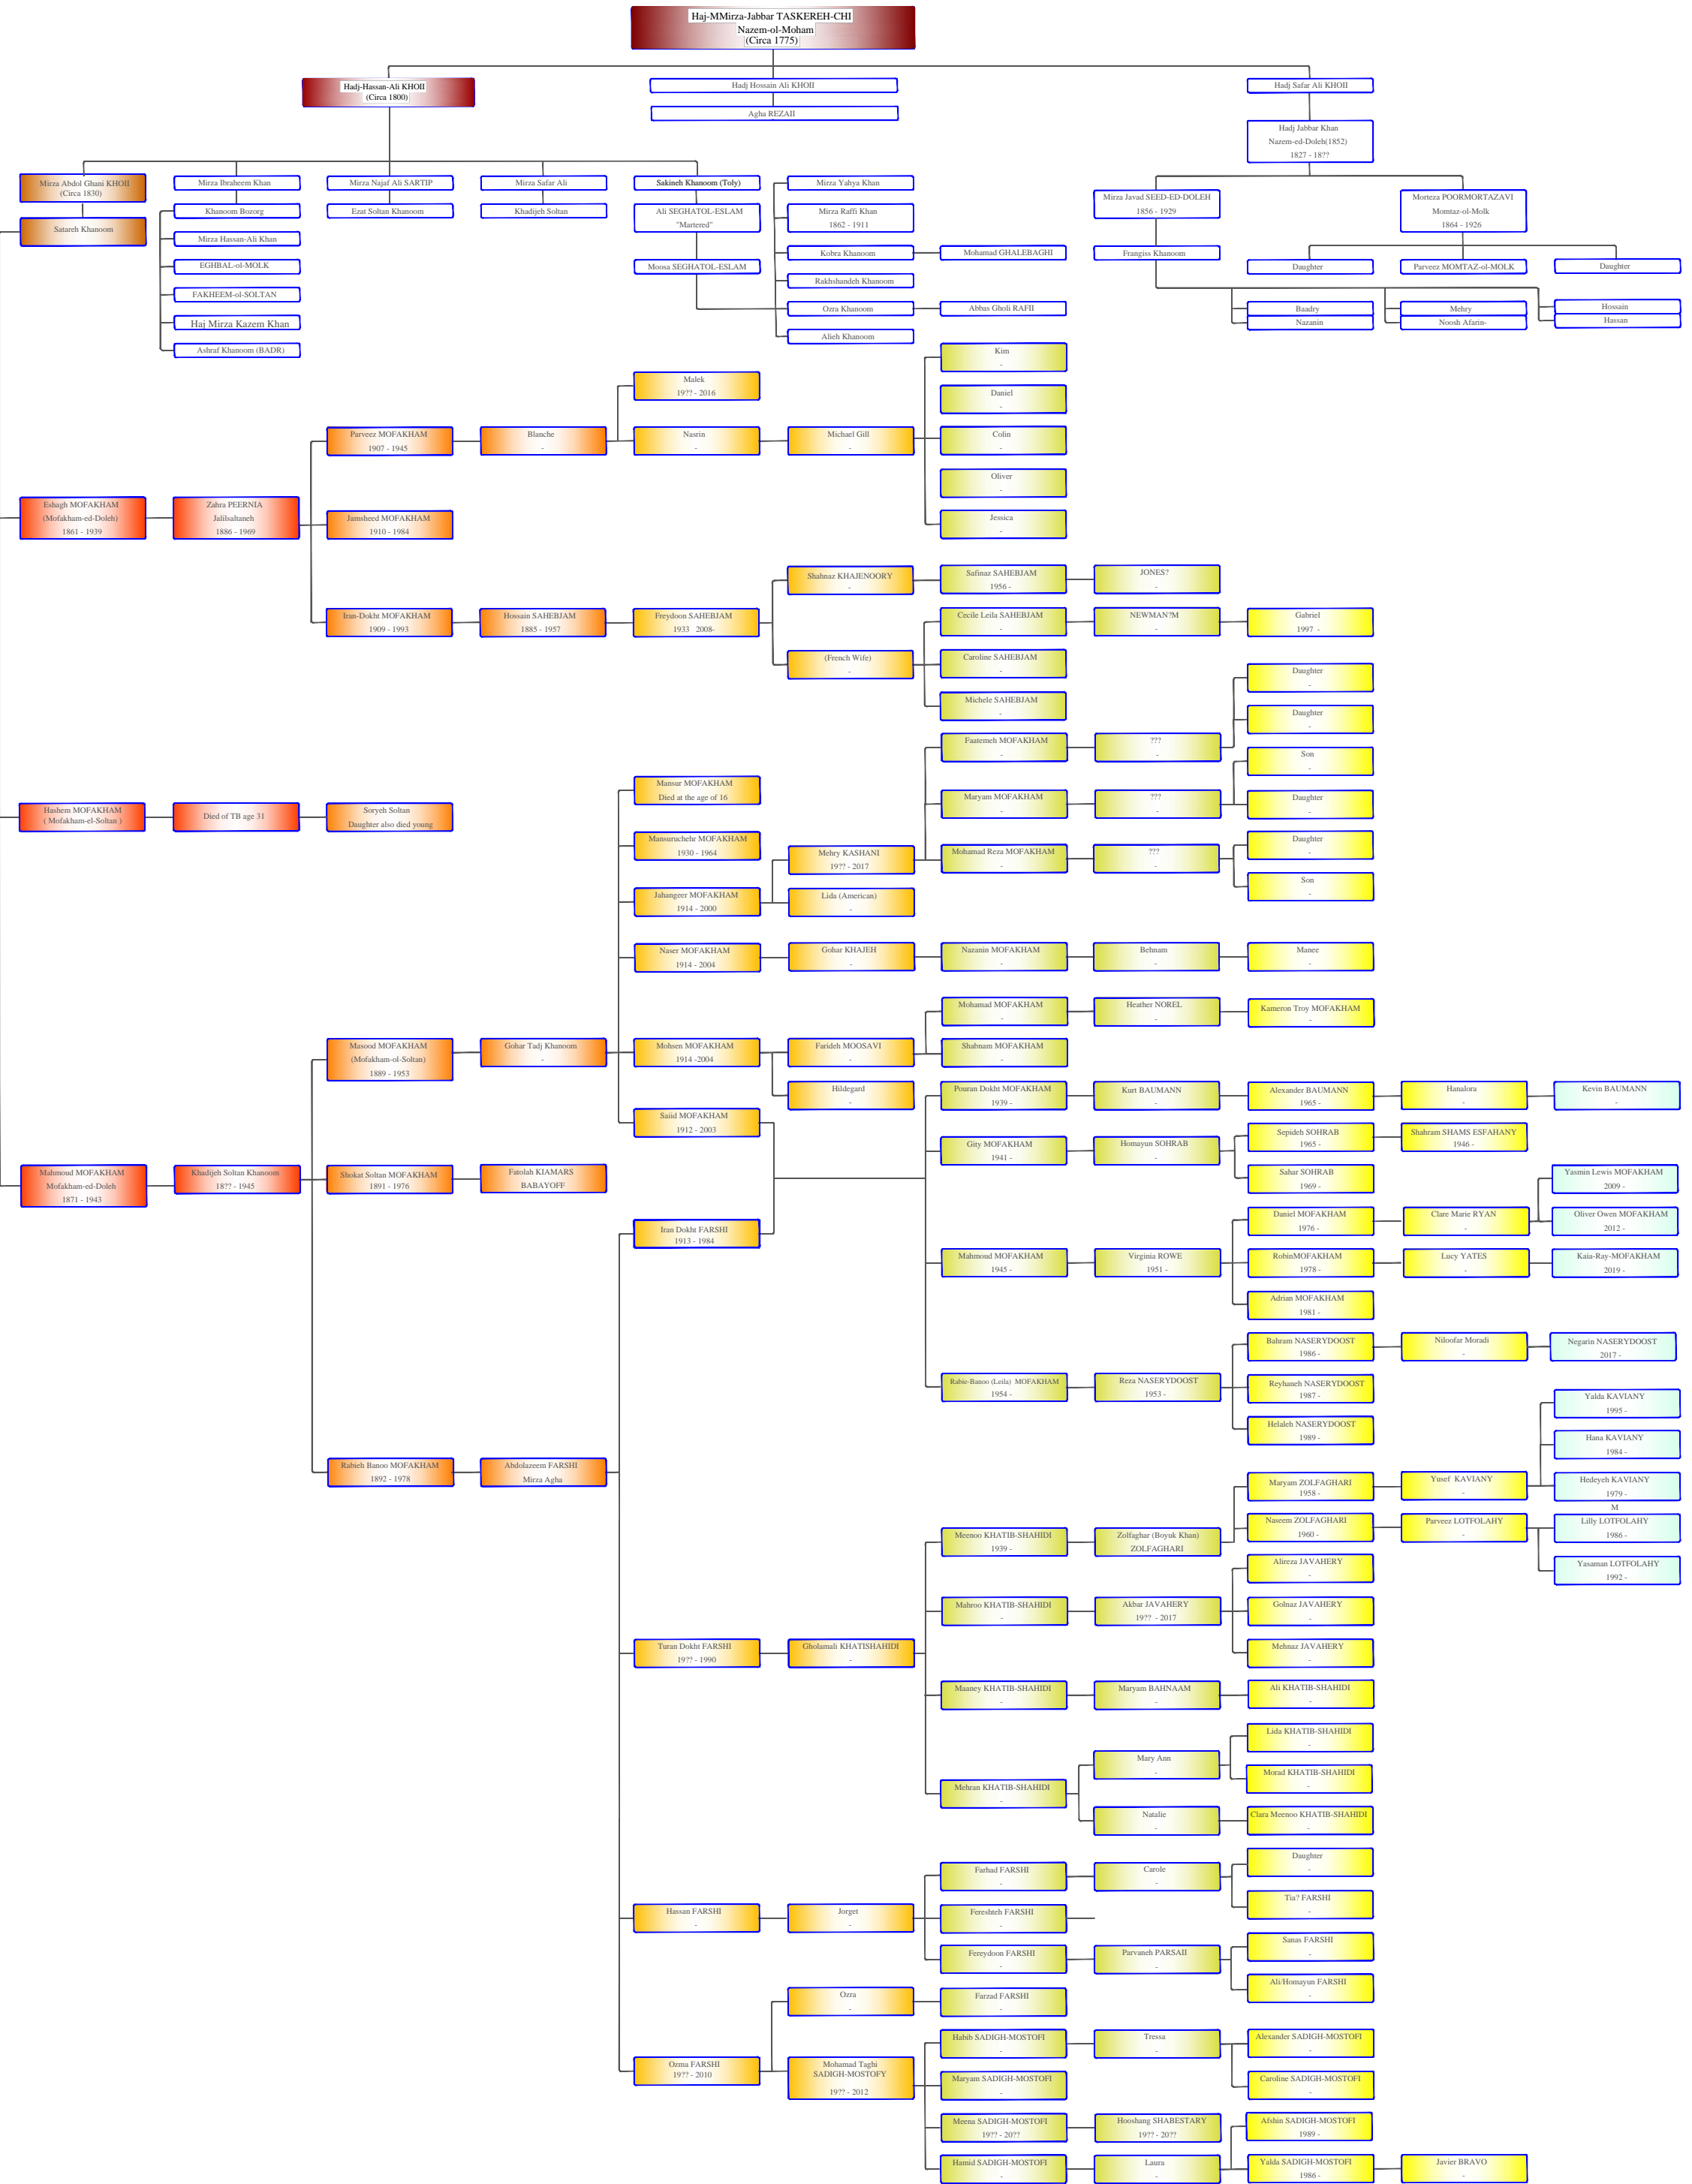 Haj-MMirza-Jabbar TASKEREH-CHI
Nazem-ol-Moham
(Circa 1775)
Hadj-Hassan-Ali KHOII
(Circa 1800)
Hadj Hossain Ali KHOII
Hadj Safar Ali KHOII
Agha REZAII
Hadj Jabbar Khan
Nazem-ed-Doleh(1852)
1827 - 18??
Mirza Abdol Ghani KHOII
(Circa 1830)
Mirza Ibraheem Khan
Mirza Najaf Ali SARTIP
Mirza Safar Ali
Sakineh Khanoom (Toly)
Mirza Yahya Khan
Mirza Javad SEED-ED-DOLEH
1856 - 1929
Morteza POORMORTAZAVI
Momtaz-ol-Molk
1864 - 1926
Satareh Khanoom
Khanoom Bozorg
Ezat Soltan Khanoom
Khadijeh Soltan
Ali SEGHATOL-ESLAM
"Martered"
Mirza Raffi Khan
1862 - 1911
Mirza Hassan-Ali Khan
Kobra Khanoom
Mohamad GHALEBAGHI
Frangiss Khanoom
EGHBAL-ol-MOLK
Moosa SEGHATOL-ESLAM
Rakhshandeh Khanoom
Daughter
Parveez MOMTAZ-ol-MOLK
Daughter
FAKHEEM-ol-SOLTAN
Ozra Khanoom
Abbas Gholi RAFII
Baadry
Mehry
Hossain
Haj Mirza Kazem Khan
Nazanin
Noosh Afarin-
Hassan
Alieh Khanoom
Ashraf Khanoom (BADR)
Kim
-
Malek
19?? - 2016
Daniel
-
Parveez MOFAKHAM
1907 - 1945
Blanche
-
Nasrin
-
Michael Gill
-
Colin
-
Oliver
-
Eshagh MOFAKHAM
(Mofakham-ed-Doleh)
1861 - 1939
Zahra PEERNIA
Jalilsaltaneh
1886 - 1969
Jamsheed MOFAKHAM
1910 - 1984
Jessica
-
Shahnaz KHAJENOORY
-
Safinaz SAHEBJAM
1956 -
JONES?
-
Iran-Dokht MOFAKHAM
1909 - 1993
Hossain SAHEBJAM
1885 - 1957
Freydoon SAHEBJAM
1933 2008-
Cecile Leila SAHEBJAM
-
NEWMAN?M
-
Gabriel
1997 -
(French Wife)
-
Caroline SAHEBJAM
-
Daughter
-
Michele SAHEBJAM
-
Daughter
-
Faatemeh MOFAKHAM
-
???
-
Son
-
Mansur MOFAKHAM
Died at the age of 16
Maryam MOFAKHAM
-
???
-
Daughter
-
Hashem MOFAKHAM
( Mofakham-el-Soltan )
Died of TB age 31
Soryeh Soltan
Daughter also died young
Mansuruchehr MOFAKHAM
1930 - 1964
Mehry KASHANI
19?? - 2017
Mohamad Reza MOFAKHAM
-
???
-
Daughter
-
Jahangeer MOFAKHAM
1914 - 2000
Lida (American)
-
Son
-
Naser MOFAKHAM
1914 - 2004
Gohar KHAJEH
-
Nazanin MOFAKHAM
-
Behnam
-
Manee
-
Mohamad MOFAKHAM
-
Heather NOREL
-
Kameron Troy MOFAKHAM
-
Masood MOFAKHAM
(Mofakham-ol-Soltan)
1889 - 1953
Gohar Tadj Khanoom
-
Mohsen MOFAKHAM
1914 -2004
Farideh MOOSAVI
-
Shabnam MOFAKHAM
-
Hildegard
-
Pouran Dokht MOFAKHAM
1939 -
Kurt BAUMANN
-
Alexander BAUMANN
1965 -
Hanalora
-
Kevin BAUMANN
-
Saiid MOFAKHAM
1912 - 2003
Gity MOFAKHAM
1941 -
Homayun SOHRAB
-
Sepideh SOHRAB
1965 -
Shahram SHAMS ESFAHANY
1946 -
Mahmoud MOFAKHAM
Mofakham-ed-Doleh
1871 - 1943
Khadijeh Soltan Khanoom
18?? - 1945
Shokat Soltan MOFAKHAM
1891 - 1976
Fatolah KIAMARS
BABAYOFF
Sahar SOHRAB
1969 -
Yasmin Lewis MOFAKHAM
2009 -
Iran Dokht FARSHI
1913 - 1984
Daniel MOFAKHAM
1976 -
Clare Marie RYAN
-
Oliver Owen MOFAKHAM
2012 -
Mahmoud MOFAKHAM
1945 -
Virginia ROWE
1951 -
RobinMOFAKHAM
1978 -
Lucy YATES
-
Kaia-Ray-MOFAKHAM
2019 -
Adrian MOFAKHAM
1981 -
Bahram NASERYDOOST
1986 -
Niloofar Moradi
-
Negarin NASERYDOOST
2017 -
Rabie-Banoo (Leila) MOFAKHAM
1954 -
Reza NASERYDOOST
1953 -
Reyhaneh NASERYDOOST
1987 -
Yalda KAVIANY
1995 -
Helaleh NASERYDOOST
1989 -
Hana KAVIANY
1984 -
Rabieh Banoo MOFAKHAM
1892 - 1978
Abdolazeem FARSHI
Mirza Agha
Maryam ZOLFAGHARI
1958 -
Yusef KAVIANY
-
Hedeyeh KAVIANY
1979 -
M
Meenoo KHATIB-SHAHIDI
1939 -
Zolfaghar (Boyuk Khan)
ZOLFAGHARI
Naseem ZOLFAGHARI
1960 -
Parveez LOTFOLAHY
-
Lilly LOTFOLAHY
1986 -
Alireza JAVAHERY
-
Yasaman LOTFOLAHY
1992 -
Mahroo KHATIB-SHAHIDI
-
Akbar JAVAHERY
19?? - 2017
Golnaz JAVAHERY
-
Turan Dokht FARSHI
19?? - 1990
Gholamali KHATISHAHIDI
-
Mehnaz JAVAHERY
-
Maaney KHATIB-SHAHIDI
-
Maryam BAHNAAM
-
Ali KHATIB-SHAHIDI
-
Lida KHATIB-SHAHIDI
-
Mary Ann
-
Mehran KHATIB-SHAHIDI
-
Morad KHATIB-SHAHIDI
-
Natalie
-
Clara Meenoo KHATIB-SHAHIDI
-
Farhad FARSHI
-
Carole
-
Daughter
-
Tia? FARSHI
-
Hassan FARSHI
-
Jorget
-
Fereshteh FARSHI
-
Fereydoon FARSHI
-
Parvaneh PARSAII
-
Sanas FARSHI
-
Ali/Homayun FARSHI
-
Ozra
-
Farzad FARSHI
-
Habib SADIGH-MOSTOFI
-
Tressa
-
Alexander SADIGH-MOSTOFI
-
Ozma FARSHI
19?? - 2010
Mohamad Taghi
SADIGH-MOSTOFY
19?? - 2012
Maryam SADIGH-MOSTOFI
-
Caroline SADIGH-MOSTOFI
-
Meena SADIGH-MOSTOFI
19?? - 20??
Hooshang SHABESTARY
19?? - 20??
Afshin SADIGH-MOSTOFI
1989 -
Hamid SADIGH-MOSTOFI
-
Laura
-
Yalda SADIGH-MOSTOFI
1986 -
Javier BRAVO
-